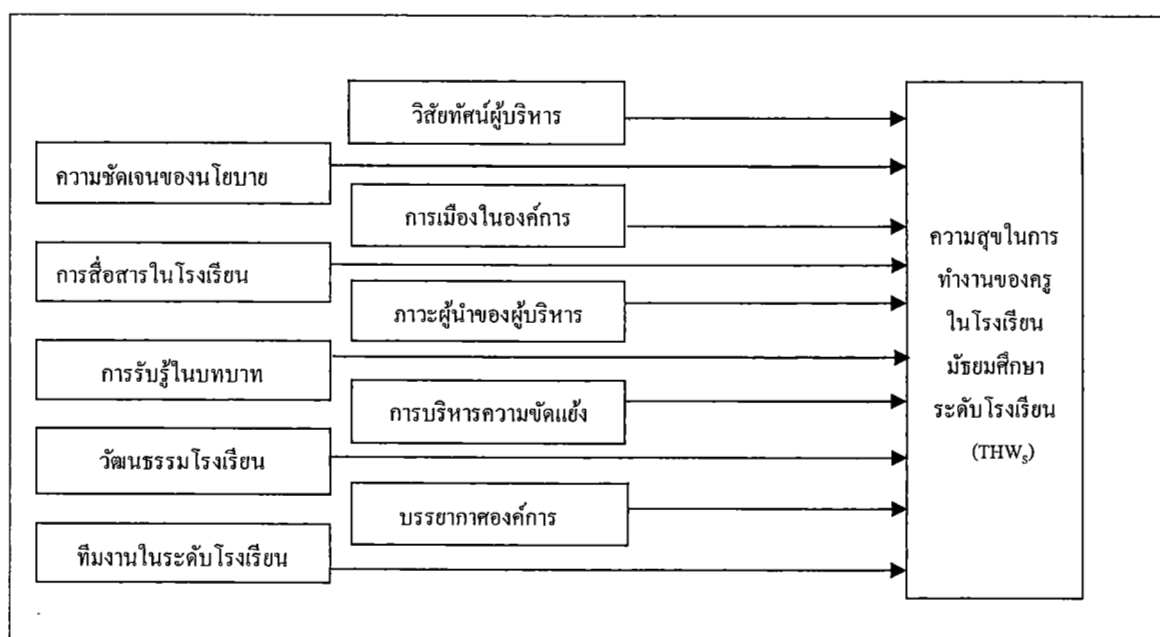 วิสัยทัศน์ผู้บริหาร
ความชัดเจนของนโยบาย
การเมืองในองค์การ
การสื่อสารในโรงเรียน
ภาวะผู้นำของผู้บริหาร
การรับรู้ในบทบาท
การบริหารความขัดแย้ง
วัฒนธรรมโรงเรียน
บรรยากาศองค์การ
ทีมงานในระดับโรงเรียน
ความสุขในการ
ทำงานของครู
ในโรงเรียน
มัธยมศึกษา
ระดับโรงเรียน
(THWs)